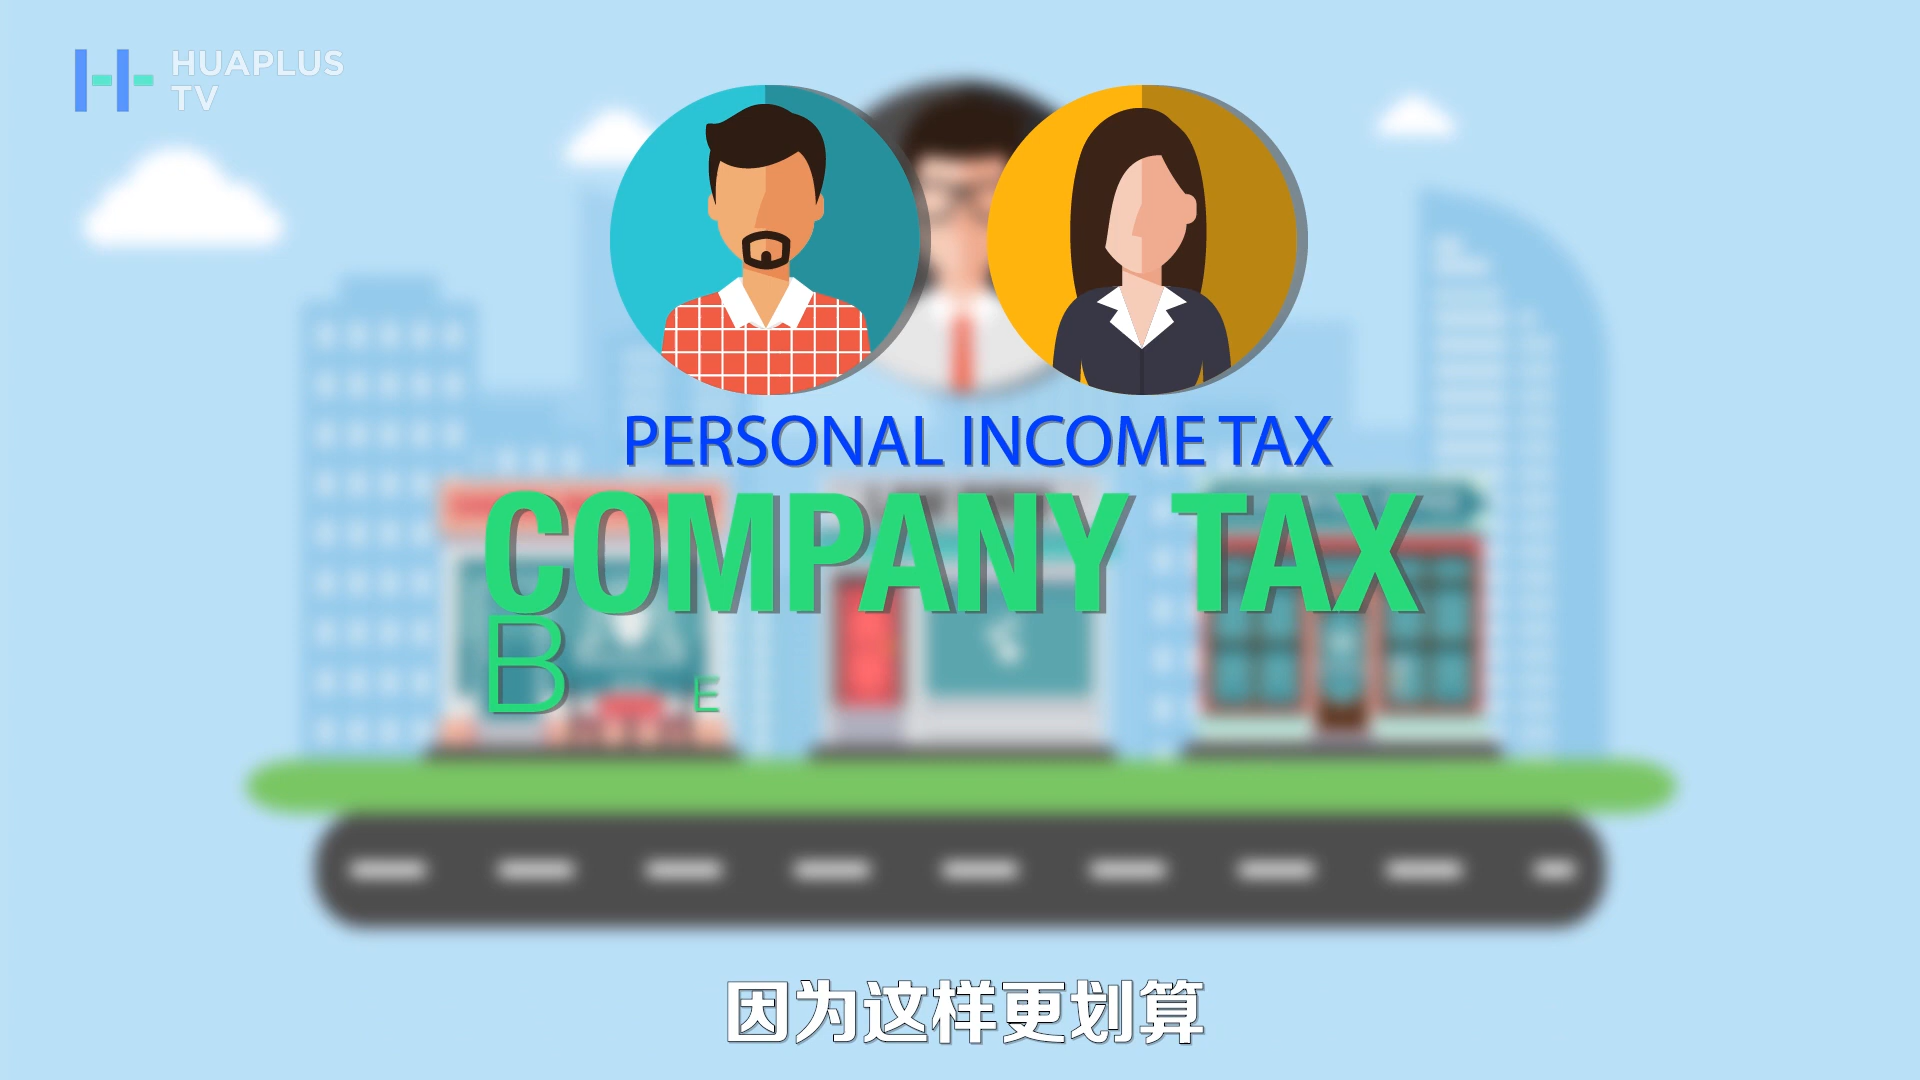 HUAPLUS
TV
PERSONAL INCOME TAX
COMPANY TAX
B E
因为这样更划算